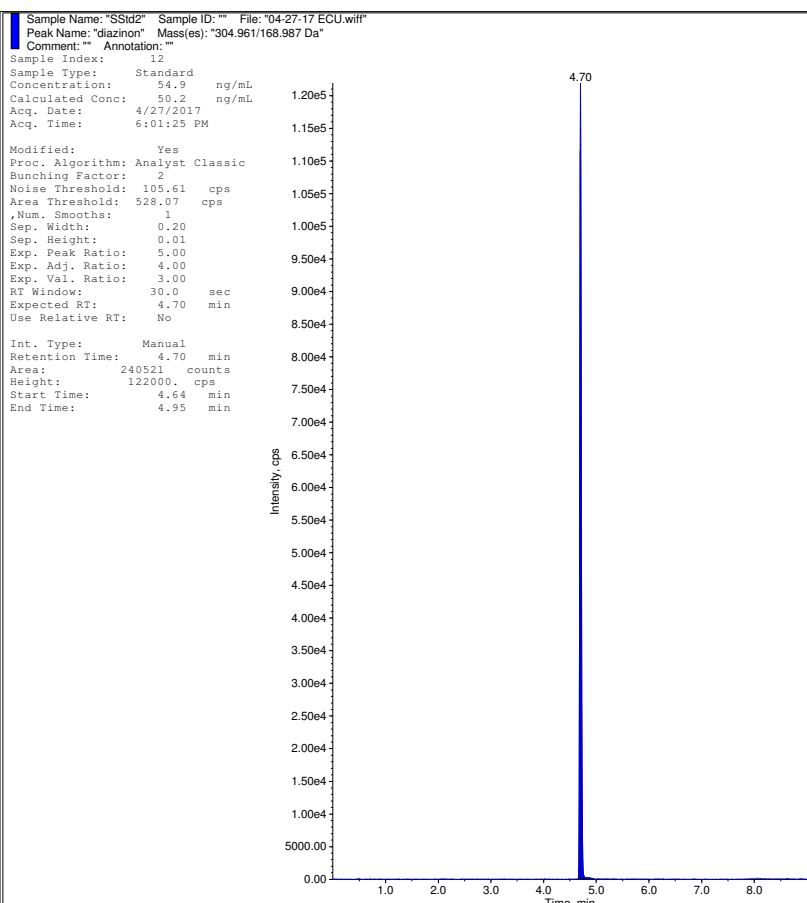 Sample Name: "SStd2" Sample ID: "" File: "04-27-17 ECU.wiff"
Peak Name: "diazinon" Mass(es): "304.961/168.987 Da"
Comment: "" Annotation: ""
Sample Index: 12
Sample Type: Standard
Concentration: 54.9 ng/mL
Calculated Conc: 50.2 ng/mL
Acq. Date: 4/27/2017
Acq. Time: 6:01:25 PM
Modified: Yes
Proc. Algorithm: Analyst Classic
Bunching Factor: 2
Noise Threshold: 105.61 cps
Area Threshold: 528.07 cps
,Num. Smooths: 1
Sep. Width: 0.20
Sep. Height: 0.01
Exp. Peak Ratio: 5.00
Exp. Adj. Ratio: 4.00
Exp. Val. Ratio: 3.00
RT Window: 30.0 sec
Expected RT: 4.70 min
Use Relative RT: No
Int. Type: Manual
Retention Time: 4.70 min
Area: 240521 counts
Height: 122000. cps
Start Time: 4.64 min
End Time: 4.95 min
4.70
1.20e5
1.15e5
1.10e5
1.05e5
1.00e5
9.50e4
9.00e4
8.50e4
8.00e4
7.50e4
7.00e4
6.50e4
6.00e4
5.50e4
5.00e4
4.50e4
4.00e4
3.50e4
3.00e4
2.50e4
2.00e4
1.50e4
1.00e4
5000.00
0.00
Intensity, cps
1.0 2.0 3.0 4.0 5.0 6.0 7.0 8.0
Time, min